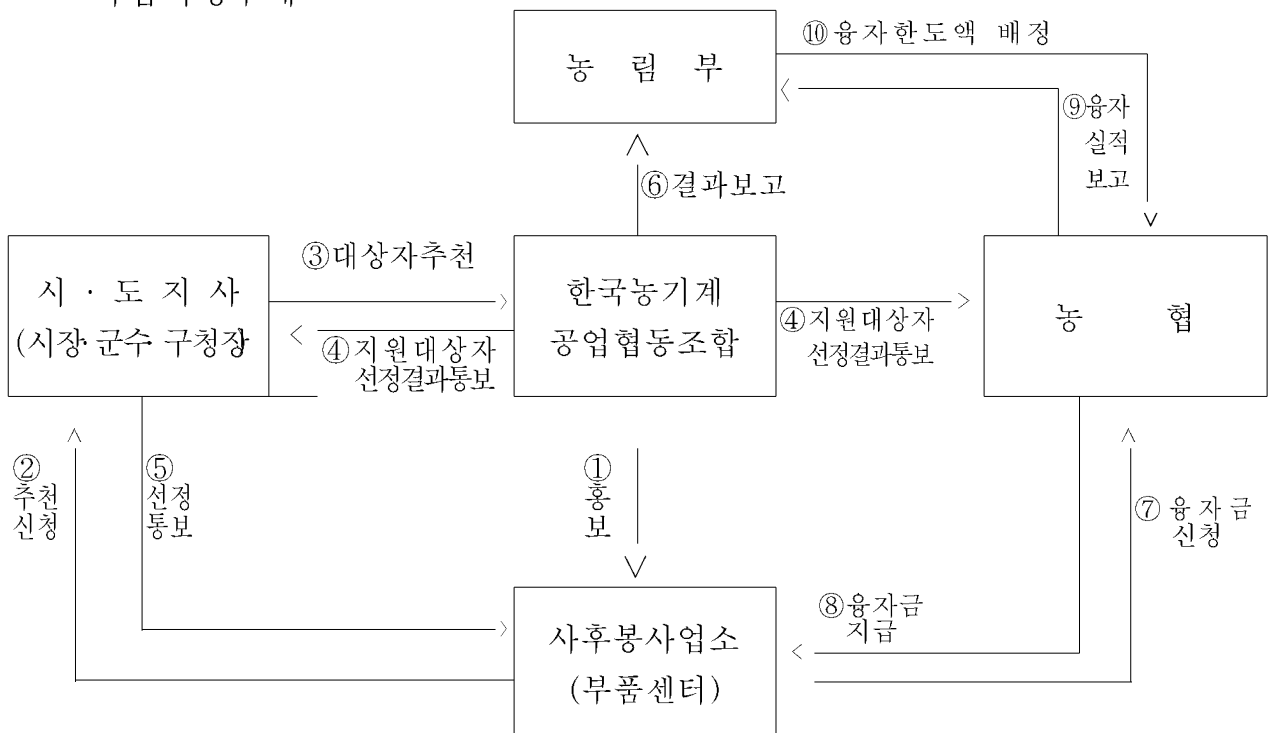 ⑩융자한도액 배정
농 림 부
⑨융자
실적
보고
⑥결과보고
③대상자추천
시 · 도 지 사
(시장·군수·구청장)
한국농기계
공업협동조합
④지원대상자
선정결과통보
④지원대상자
선정결과통보
농 협
②
추천
신청
⑤
선정
통보
①
홍
보
⑦ 융자금
신청
⑧융자금
지급
사후봉사업소
(부품센터)